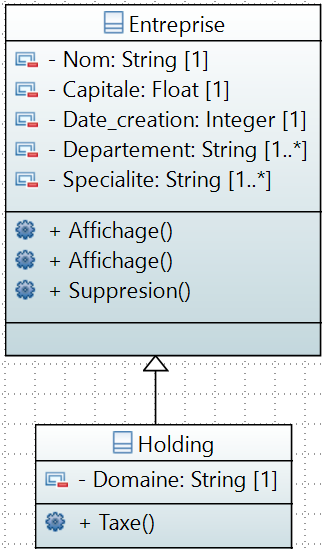 Entreprise
- Nom: String [1]
- Capitale: Float [1]
- Date_creation: Integer [1]
- Departement: String [1..*]
- Specialite: String [1..*]
+ Affichage()
+ Affichage()
+ Suppresion()
Holding
- Domaine: String [1]
+ Taxe()